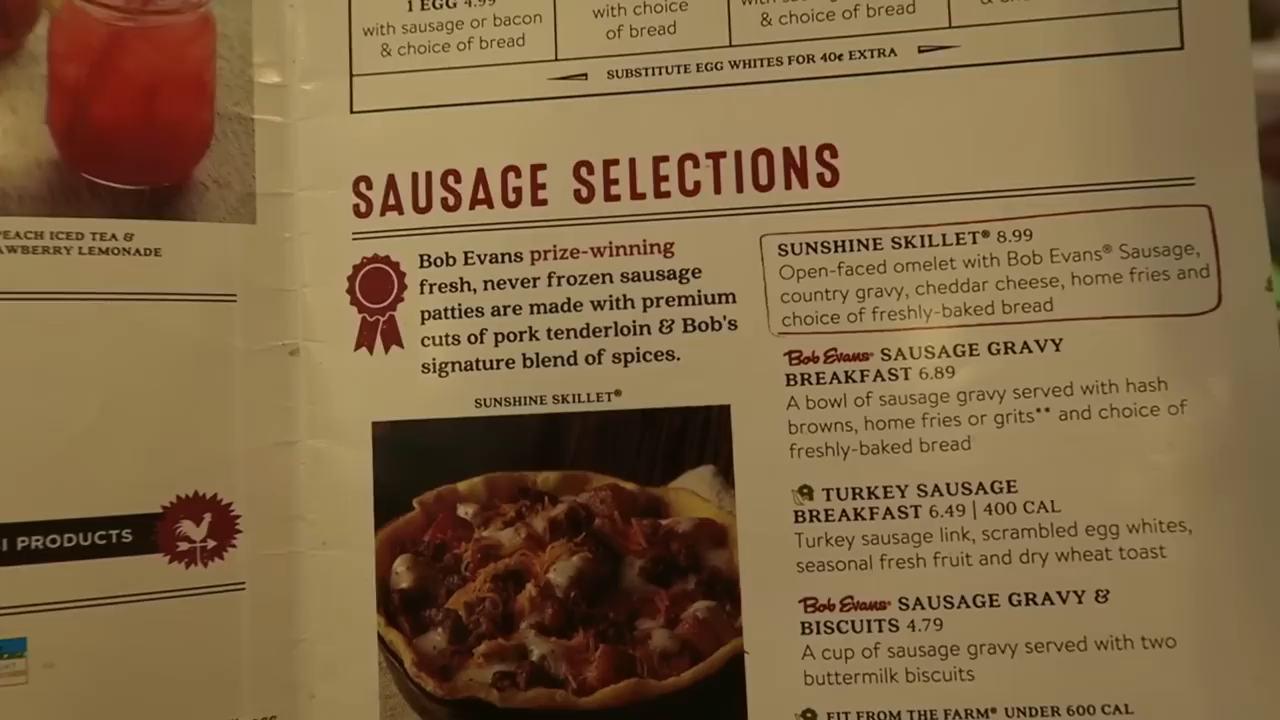 1 EGG 4.99
with sausage or bacon
& choice of bread
with choice
of bread
& choice of bread
SUBSTITUTE EGG WHITES FOR 40¢ EXTRA
SAUSAGE SELECTIONS
EACH ICED TEA &
AWBERRY LEMONADE
Bob Evans prize-winning
fresh, never frozen sausage
patties are made with premium
cuts of pork tenderloin & Bob's
signature blend of spices.
SUNSHINE SKILLET®
SUNSHINE SKILLET® 8.99
Open-faced omelet with Bob Evans® Sausage,
country gravy, cheddar cheese, home fries and
choice of freshly-baked bread
Bob Evans® SAUSAGE GRAVY
BREAKFAST 6.89
A bowl of sausage gravy served with hash
browns, home fries or grits** and choice of
freshly-baked bread
TURKEY SAUSAGE
BREAKFAST 6.49 | 400 CAL
Turkey sausage link, scrambled egg whites,
seasonal fresh fruit and dry wheat toast
Bob Evans® SAUSAGE GRAVY &
BISCUITS 4.79
A cup of sausage gravy served with two
buttermilk biscuits
FIT FROM THE FARM® UNDER 600 CAL
I PRODUCTS